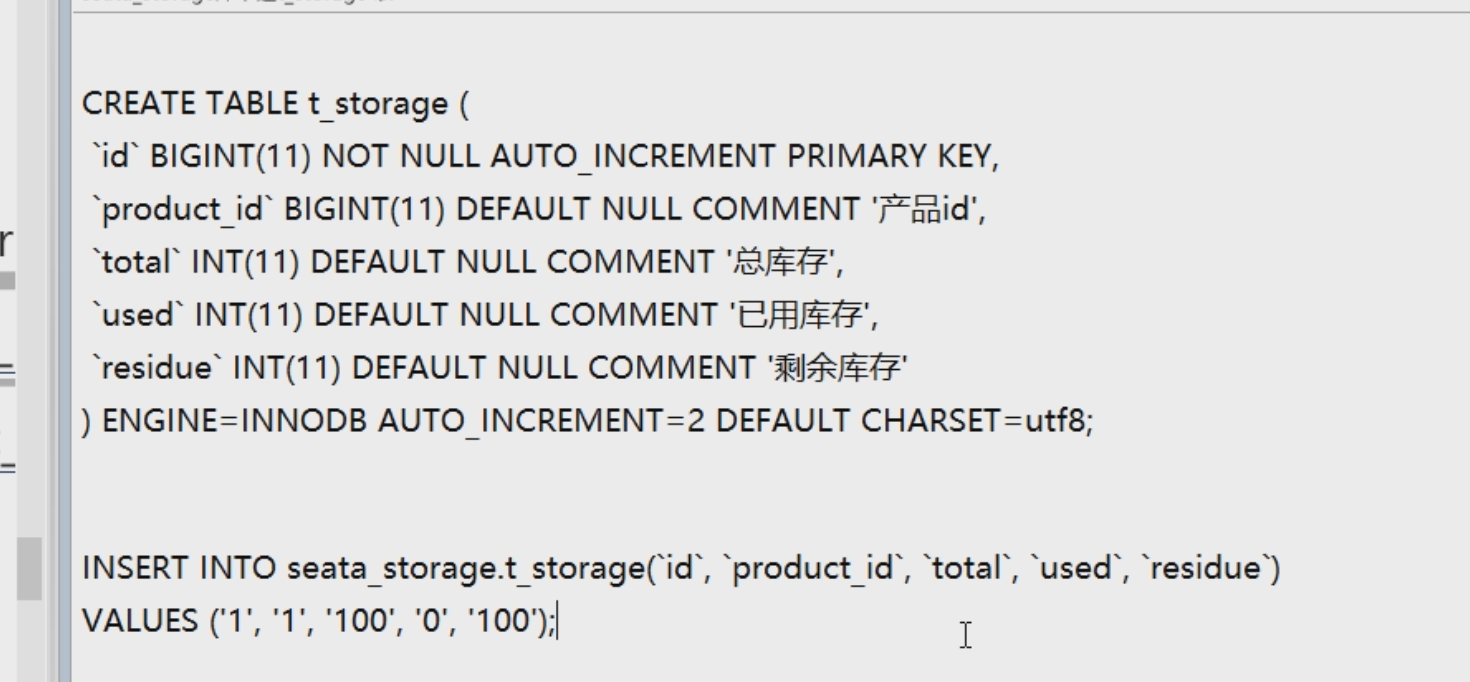 CREATE TABLE t_storage (
`id` BIGINT(11) NOT NULL AUTO_INCREMENT PRIMARY KEY,
`product_id` BIGINT(11) DEFAULT NULL COMMENT '产品id',
`total` INT(11) DEFAULT NULL COMMENT '总库存',
`used` INT(11) DEFAULT NULL COMMENT '已用库存',
`residue` INT(11) DEFAULT NULL COMMENT '剩余库存'
) ENGINE=INNODB AUTO_INCREMENT=2 DEFAULT CHARSET=utf8;
INSERT INTO seata_storage.t_storage(`id`, `product_id`, `total`, `used`, `residue`)
VALUES ('1', '1', '100', '0', '100');